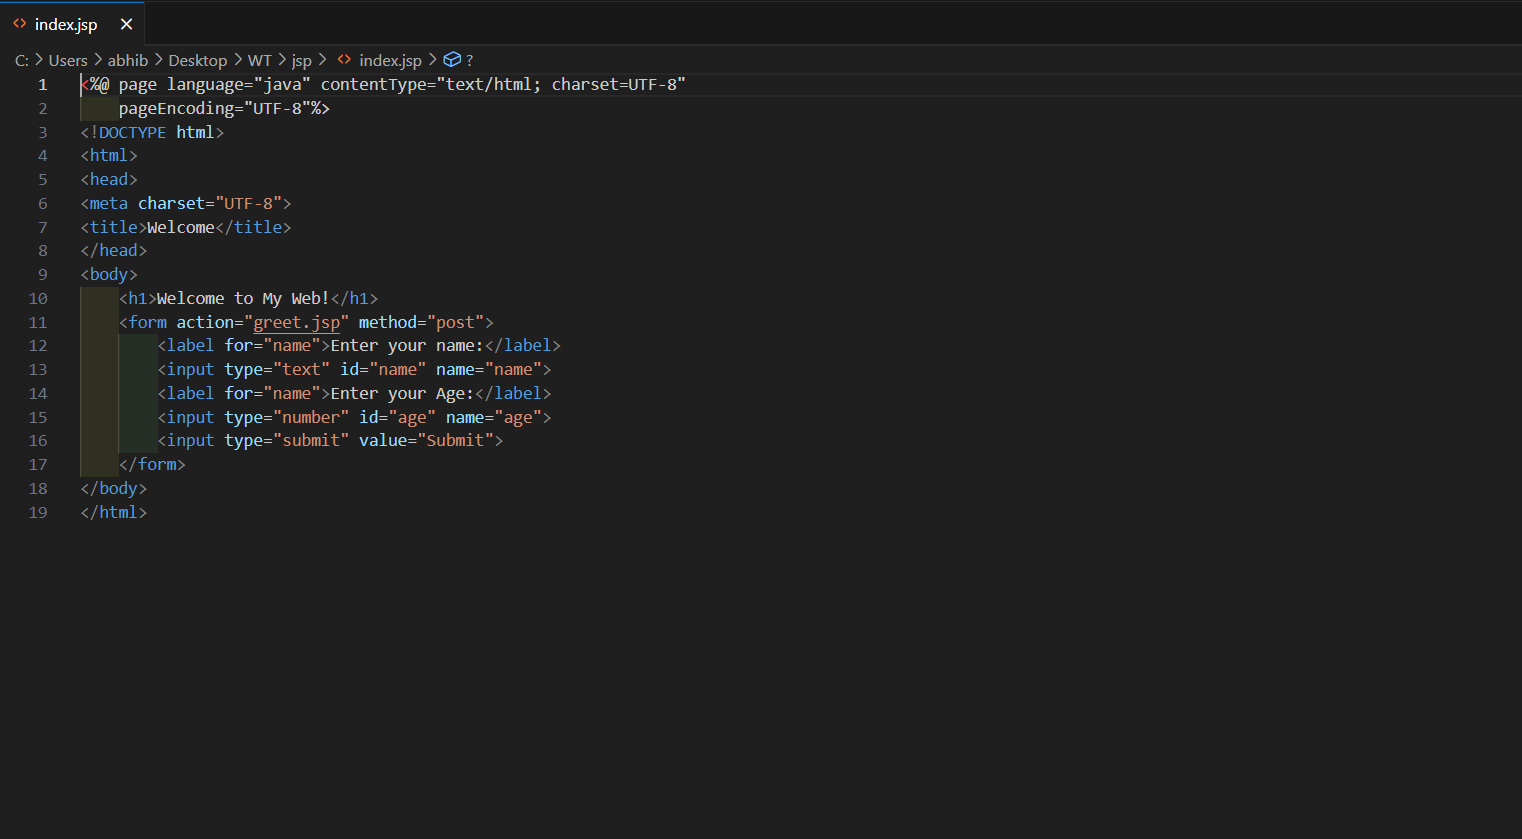 index.jsp
C: > Users > abhib > Desktop > WT > jsp > index.jsp > ?
1 <%@ page language="java" contentType="text/html; charset=UTF-8"
2     pageEncoding="UTF-8"%>
3 <!DOCTYPE html>
4 <html>
5 <head>
6 <meta charset="UTF-8">
7 <title>Welcome</title>
8 </head>
9 <body>
10     <h1>Welcome to My Web!</h1>
11     <form action="greet.jsp" method="post">
12         <label for="name">Enter your name:</label>
13         <input type="text" id="name" name="name">
14         <label for="name">Enter your Age:</label>
15         <input type="number" id="age" name="age">
16         <input type="submit" value="Submit">
17     </form>
18 </body>
19 </html>